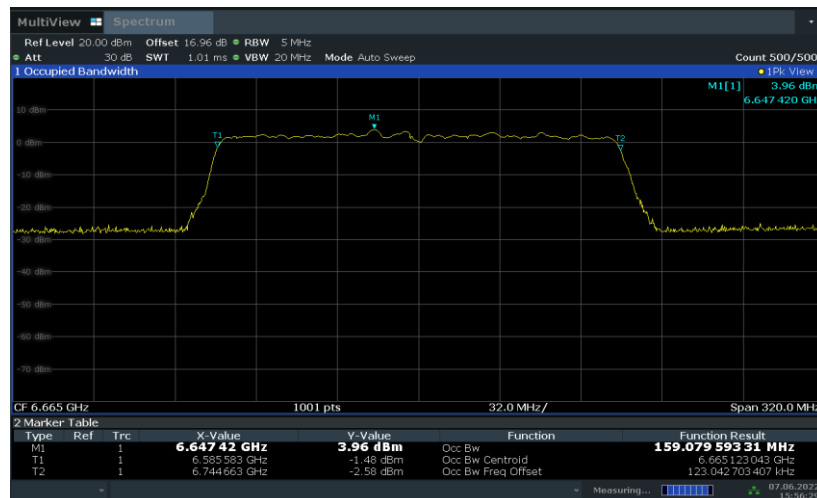 MultiView Spectrum
Ref Level 20.00 dBm Offset 16.96 dB RBW 5 MHz
Att 30 dB SWT 1.01 ms VBW 20 MHz Mode Auto Sweep Count 500/500
1 Occupied Bandwidth 1Pk View
M1[1] 3.96 dBm
6.647 420 GH
M1
10 dBm
T1 T2
0 dBm
-10 dBm
-20 dBm
-30 dBm
-40 dBm
-50 dBm
-60 dBm
-70 dBm
CF 6.665 GHz 1001 pts 32.0 MHz/ Span 320.0 MHz
2 Marker Table
Type Ref Trc X-Value Y-Value Function Function Result
M1 1 6.647 42 GHz 3.96 dBm Occ Bw 159.079 593 31 MHz
T1 1 6.585 583 GHz -1.48 dBm Occ Bw Centroid 6.665 123 043 GHz
T2 1 6.744 663 GHz -2.58 dBm Occ Bw Freq Offset 123.042 703 407 kHz
Measuring... 07.06.2022